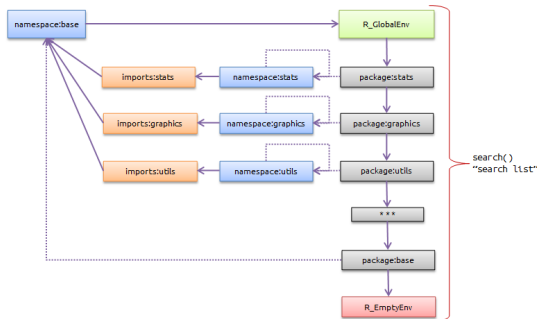 namespace:base
R_GlobalEnv
imports:stats
namespace:stats
package:stats
imports:graphics
namespace:graphics
package:graphics
search()
“search list”
imports:utils
namespace:utils
package:utils
***
package:base
R_EmptyEnv